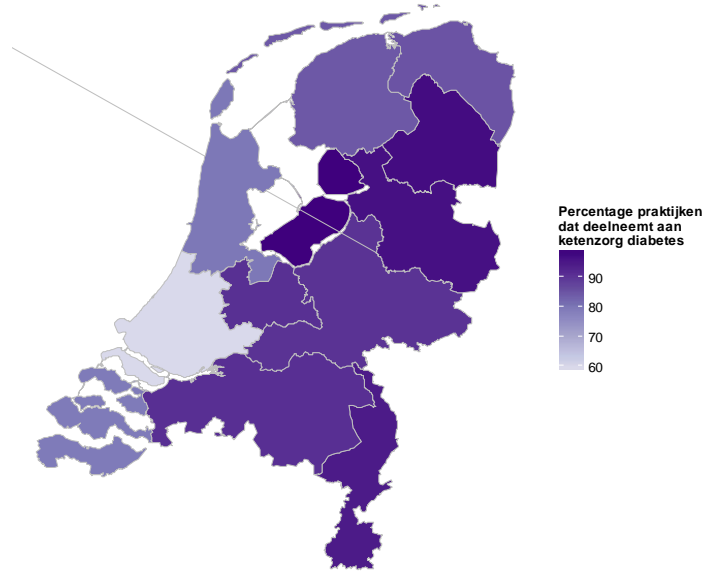 Percentage praktijken
dat deelneemt aan
ketenzorg diabetes
90
80
70
60